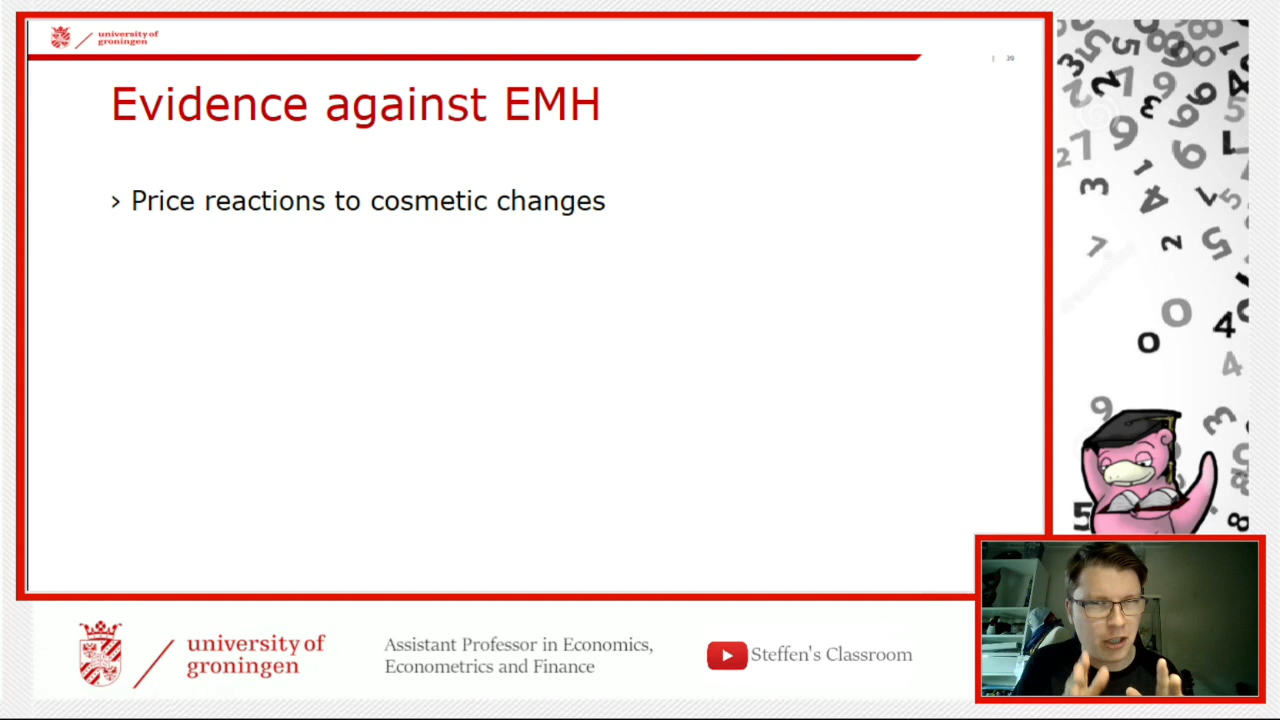 university of
groningen
| 39
Evidence against EMH
› Price reactions to cosmetic changes
university of
groningen
Assistant Professor in Economics,
Econometrics and Finance
Steffen's Classroom